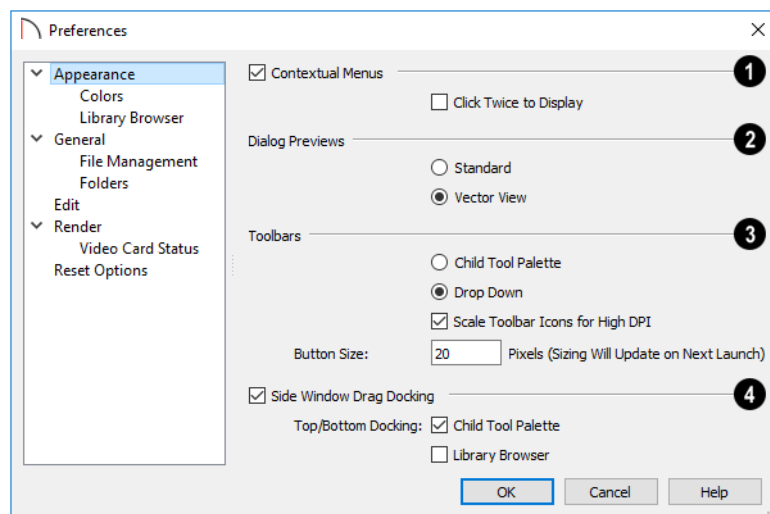 Preferences
Appearance
Colors
Library Browser
General
File Management
Folders
Edit
Render
Video Card Status
Reset Options
Contextual Menus 1
Click Twice to Display
Dialog Previews 2
Standard
Vector View
Toolbars 3
Child Tool Palette
Drop Down
Scale Toolbar Icons for High DPI
Button Size: 20 Pixels (Sizing Will Update on Next Launch)
Side Window Drag Docking 4
Top/Bottom Docking: Child Tool Palette
Library Browser
OK Cancel Help